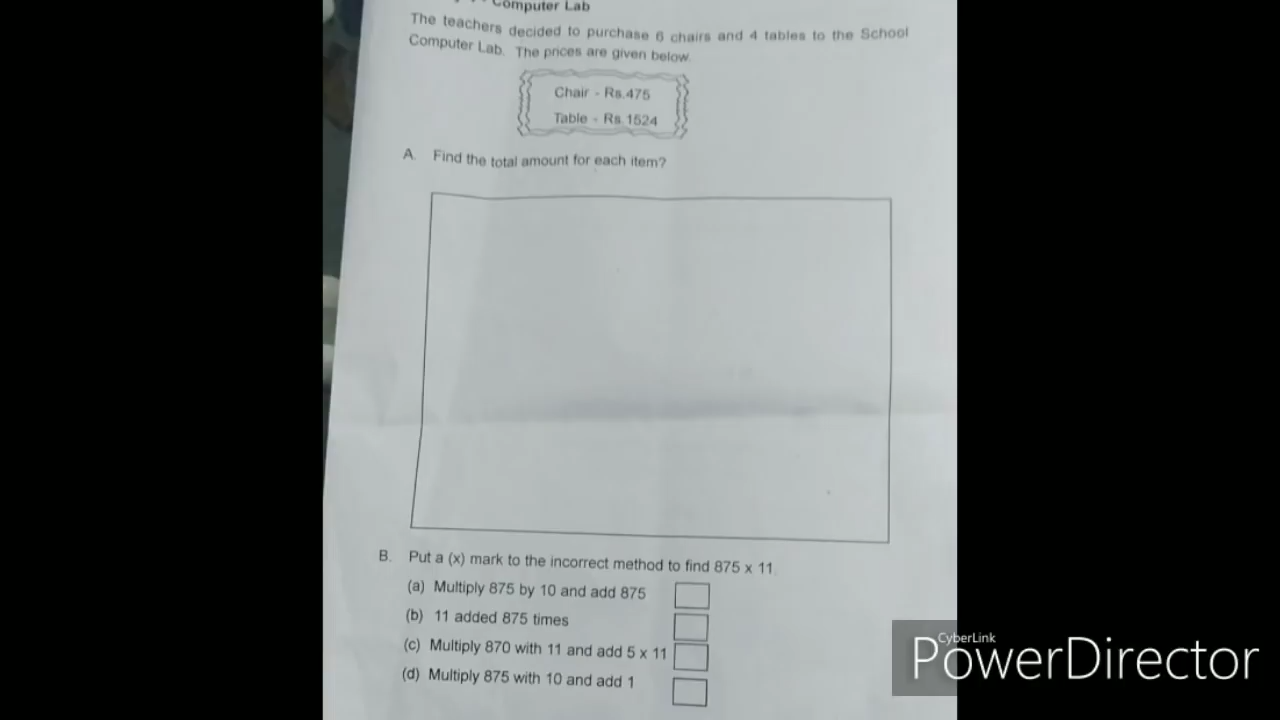 Computer Lab
The teachers decided to purchase 6 chairs and 4 tables to the School
Computer Lab. The prices are given below.
Chair - Rs.475
Table - Rs.1524
A. Find the total amount for each item?
B. Put a (x) mark to the incorrect method to find 875 x 11.
(a) Multiply 875 by 10 and add 875
(b) 11 added 875 times
(c) Multiply 870 with 11 and add 5 x 11
(d) Multiply 875 with 10 and add 1
CyberLink
PowerDirector